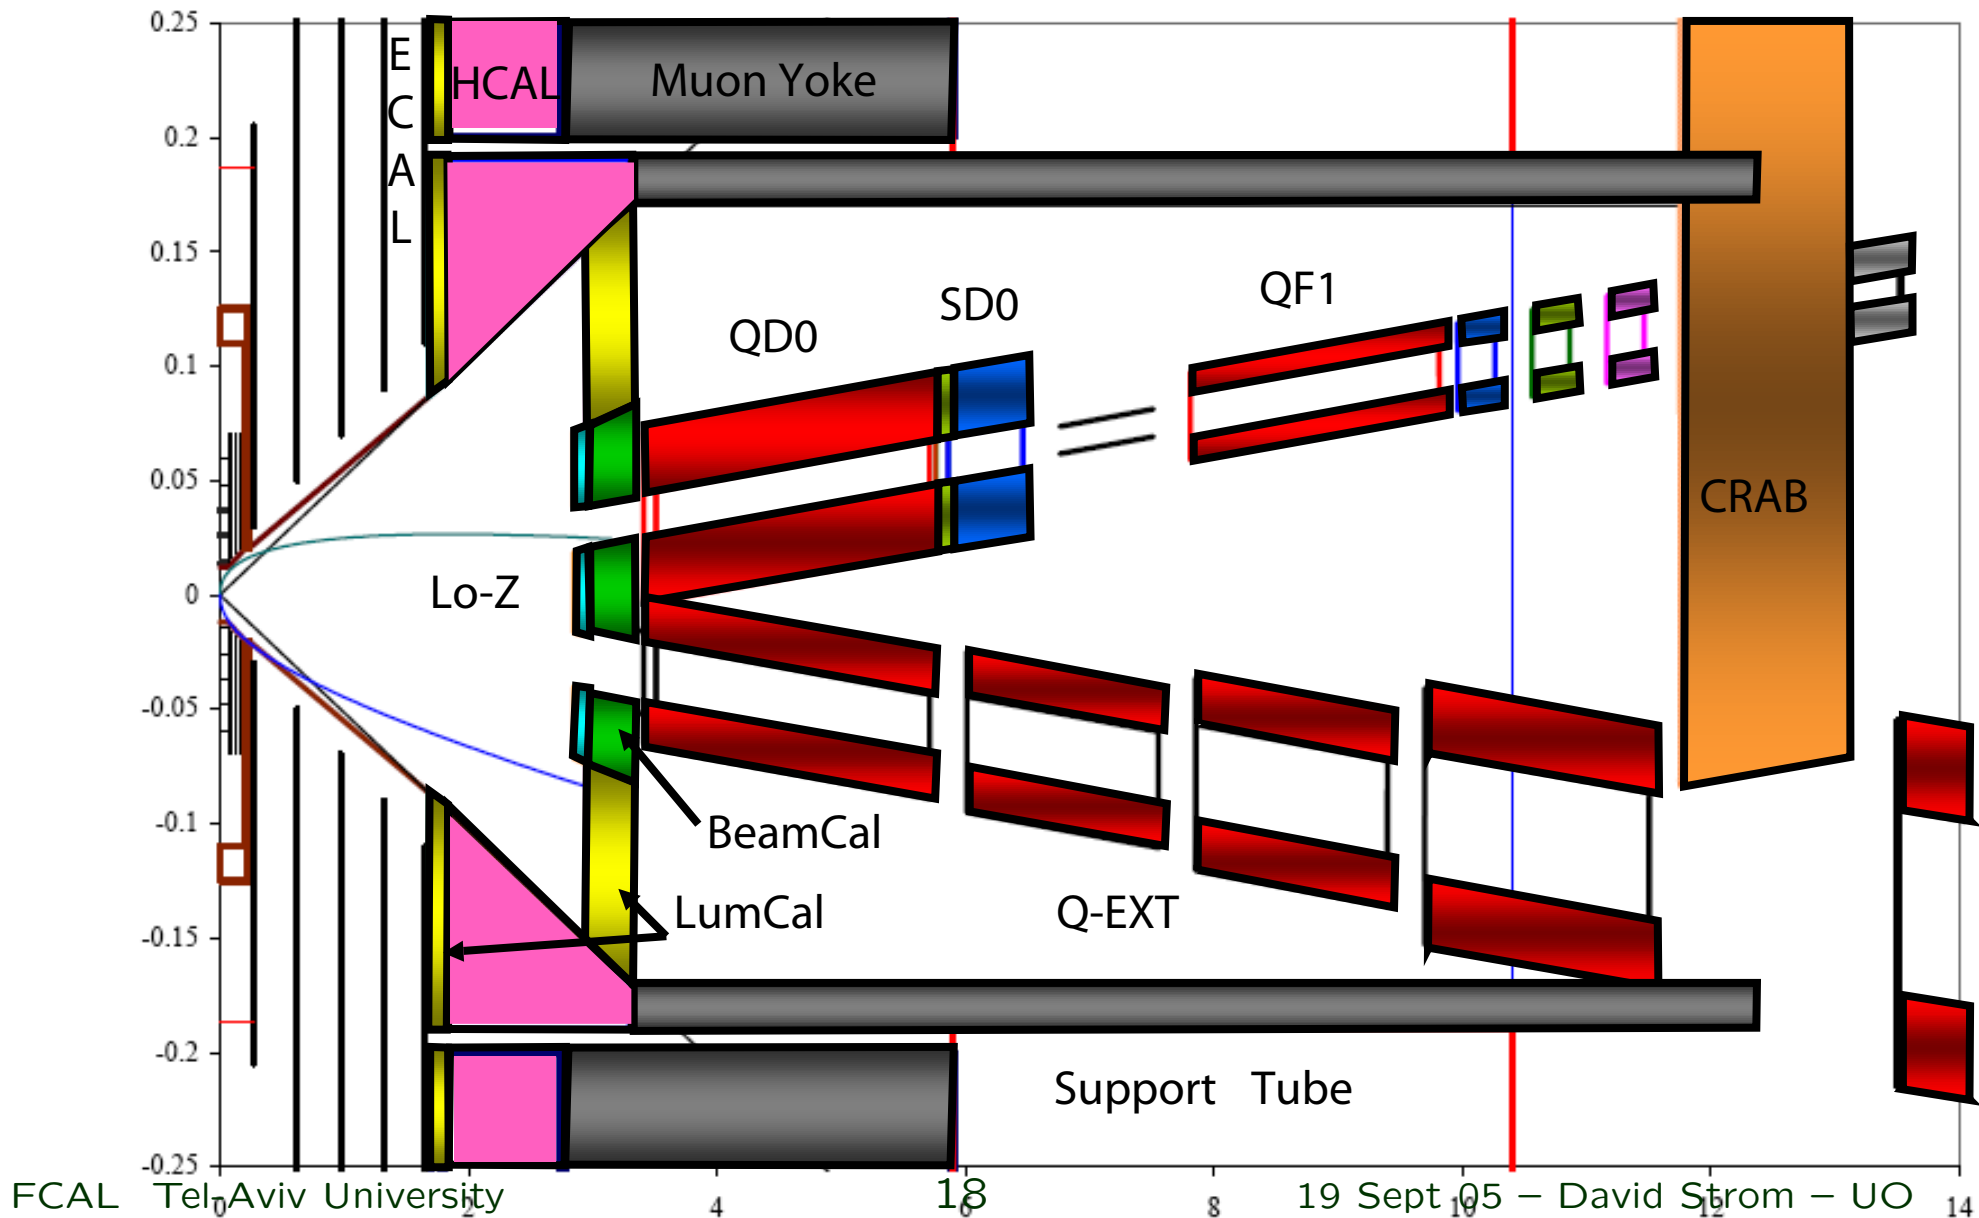 0.25
0.2
0.15
0.1
0.05
0
-0.05
-0.1
-0.15
-0.2
-0.25
E
C
A
L
HCAL
Muon Yoke
QD0
SD0
QF1
CRAB
Lo-Z
BeamCal
LumCal
Q-EXT
Support Tube
0
2
4
6
8
10
12
14
FCAL Tel-Aviv University
18
19 Sept 05 – David Strom – UO